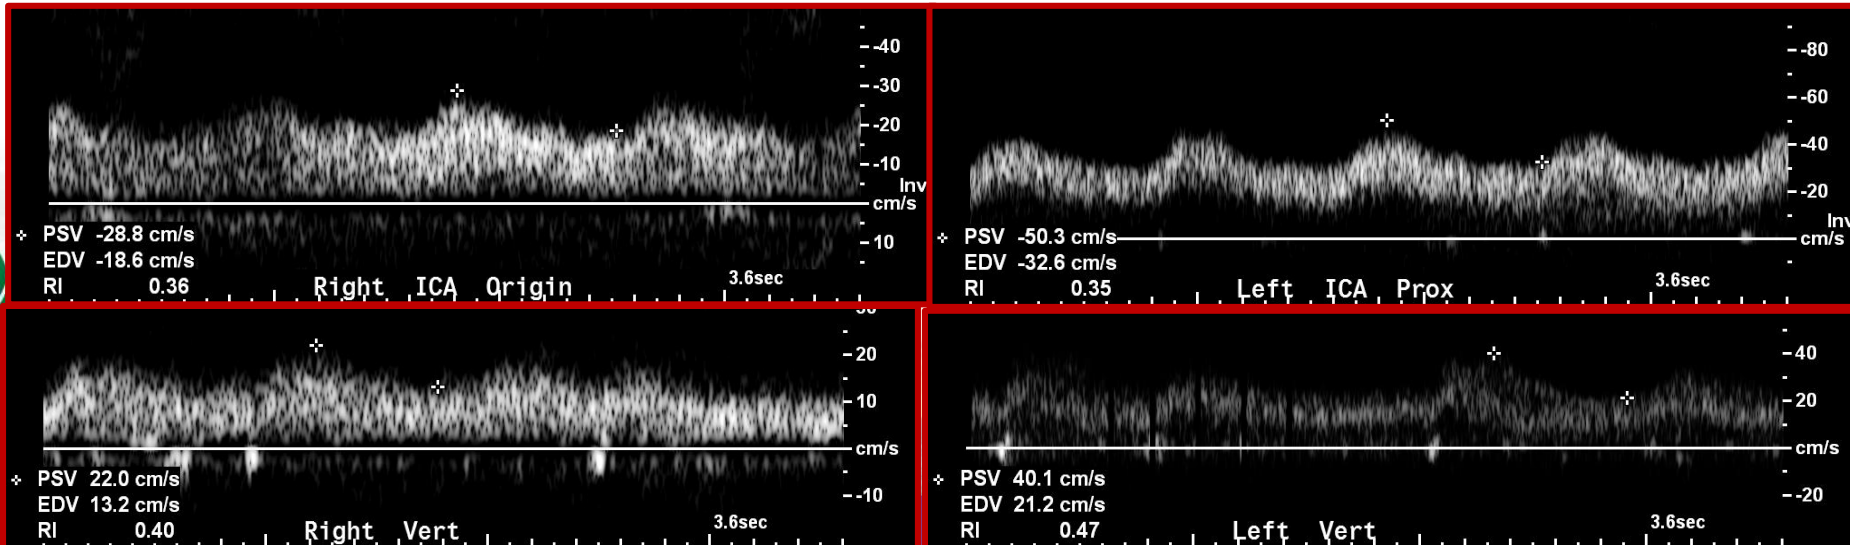 -40
-30
-20
-10
Inv
cm/s
10
PSV -28.8 cm/s
EDV -18.6 cm/s
RI 0.36
Right ICA Origin
3.6sec
-80
-60
-40
-20
Inv
cm/s
PSV -50.3 cm/s
EDV -32.6 cm/s
RI 0.35
Left ICA Prox
3.6sec
20
10
cm/s
-10
PSV 22.0 cm/s
EDV 13.2 cm/s
RI 0.40
Right Vert
3.6sec
40
20
cm/s
-20
PSV 40.1 cm/s
EDV 21.2 cm/s
RI 0.47
Left Vert
3.6sec